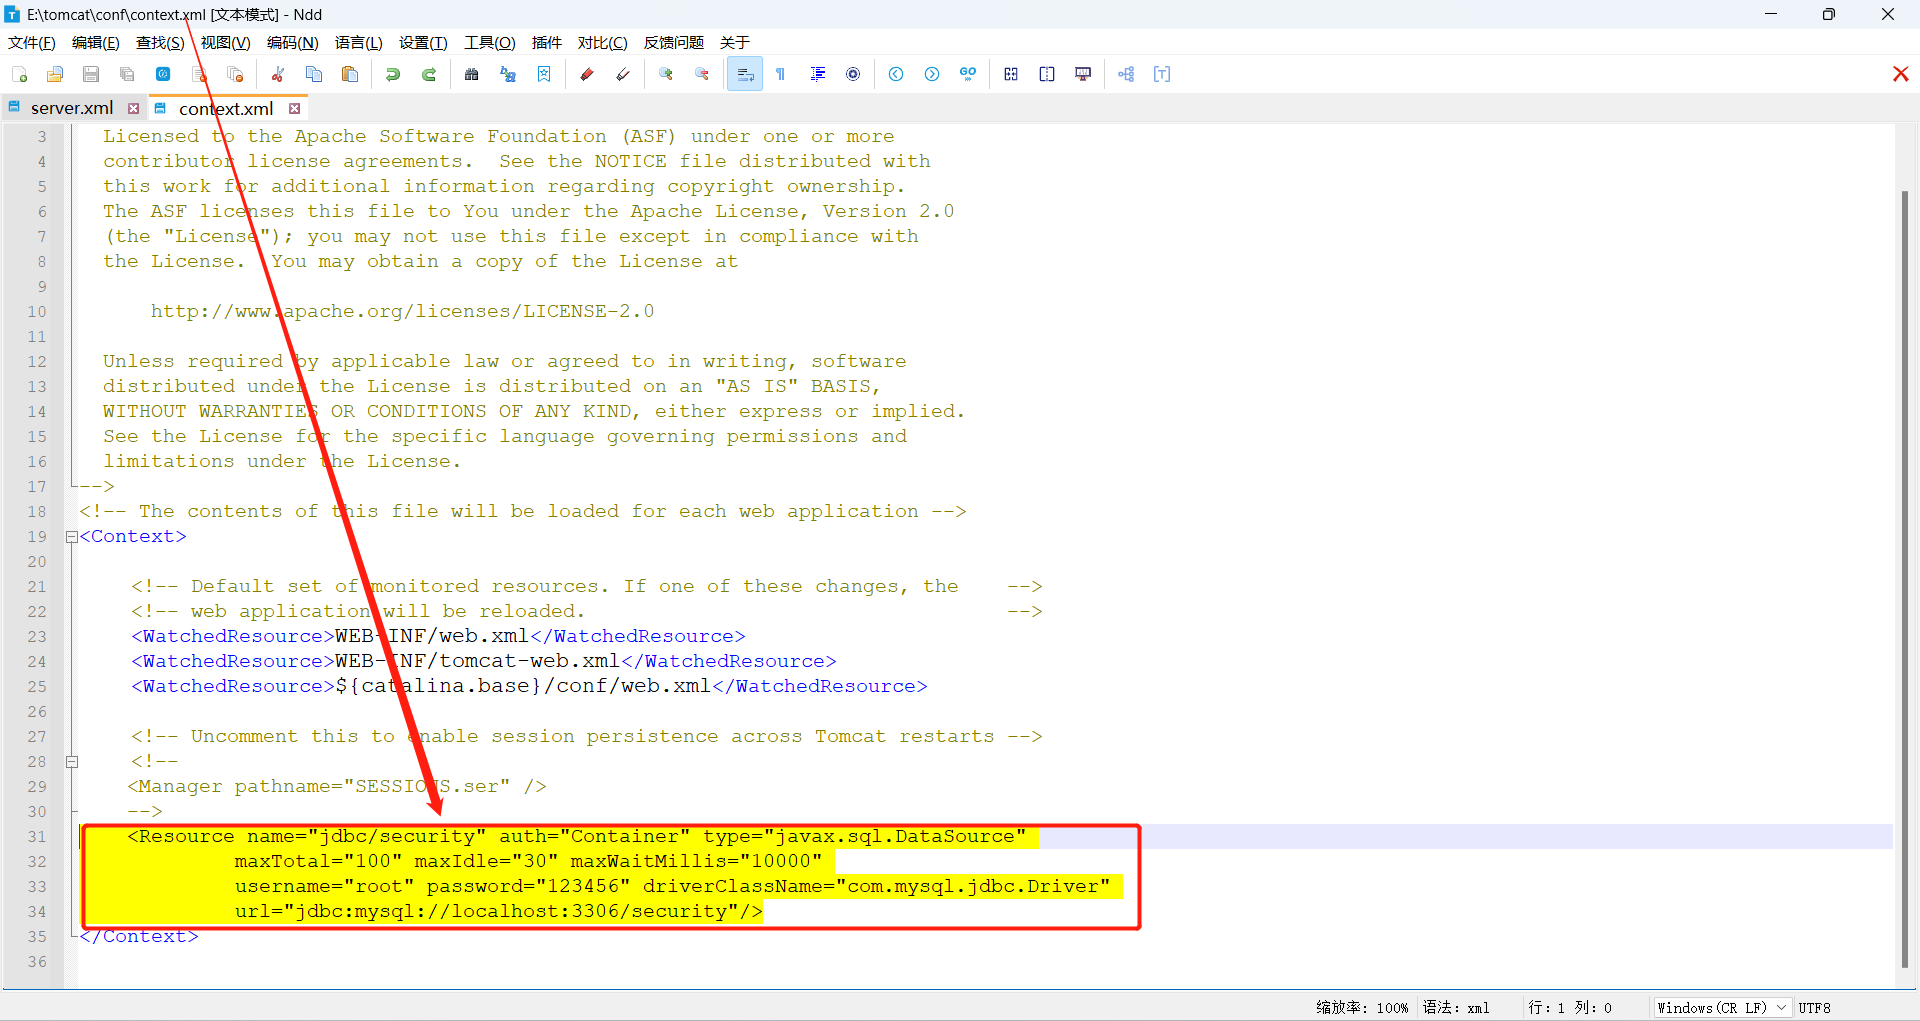 E:\tomcat\conf\context.xml [文本模式] - Ndd
文件(F) 编辑(E) 查找(S) 视图(V) 编码(N) 语言(L) 设置(T) 工具(O) 插件 对比(C) 反馈问题 关于
server.xml context.xml
3 Licensed to the Apache Software Foundation (ASF) under one or more
4 contributor license agreements.  See the NOTICE file distributed with
5 this work for additional information regarding copyright ownership.
6 The ASF licenses this file to You under the Apache License, Version 2.0
7 (the "License"); you may not use this file except in compliance with
8 the License.  You may obtain a copy of the License at
9
10 http://www.apache.org/licenses/LICENSE-2.0
11
12 Unless required by applicable law or agreed to in writing, software
13 distributed under the License is distributed on an "AS IS" BASIS,
14 WITHOUT WARRANTIES OR CONDITIONS OF ANY KIND, either express or implied.
15 See the License for the specific language governing permissions and
16 limitations under the License.
17 -->
18 <!-- The contents of this file will be loaded for each web application -->
19 <Context>
20
21 <!-- Default set of monitored resources. If one of these changes, the    -->
22 <!-- web application will be reloaded.                                   -->
23 <WatchedResource>WEB-INF/web.xml</WatchedResource>
24 <WatchedResource>WEB-INF/tomcat-web.xml</WatchedResource>
25 <WatchedResource>${catalina.base}/conf/web.xml</WatchedResource>
26
27 <!-- Uncomment this to enable session persistence across Tomcat restarts -->
28 <!--
29 <Manager pathname="SESSIONS.ser" />
30 -->
31 <Resource name="jdbc/security" auth="Container" type="javax.sql.DataSource"
32 maxTotal="100" maxIdle="30" maxWaitMillis="10000"
33 username="root" password="123456" driverClassName="com.mysql.jdbc.Driver"
34 url="jdbc:mysql://localhost:3306/security"/>
35 </Context>
36
缩放率: 100% 语法: xml 行: 1 列: 0 Windows(CR LF) UTF8